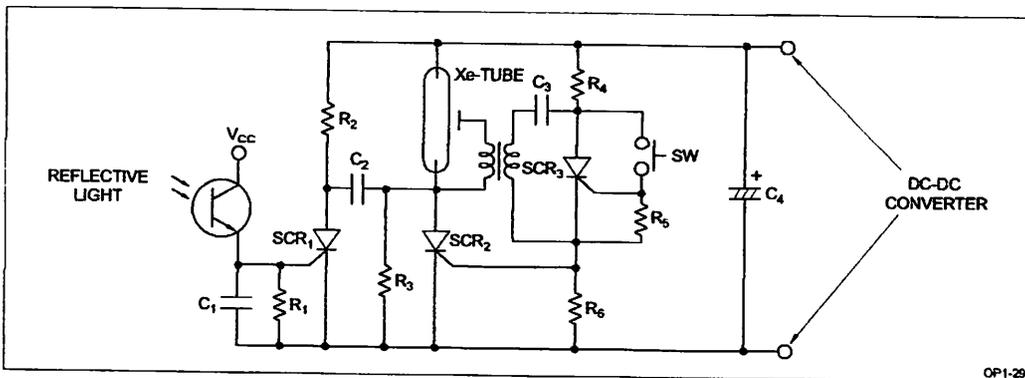 Xe-TUBE
C3
R4
R2
VCC
REFLECTIVE
LIGHT
C2
SCR3
SW
+
C4
DC-DC
CONVERTER
SCR1
SCR2
R5
C1
R1
R3
R6
OP1-29